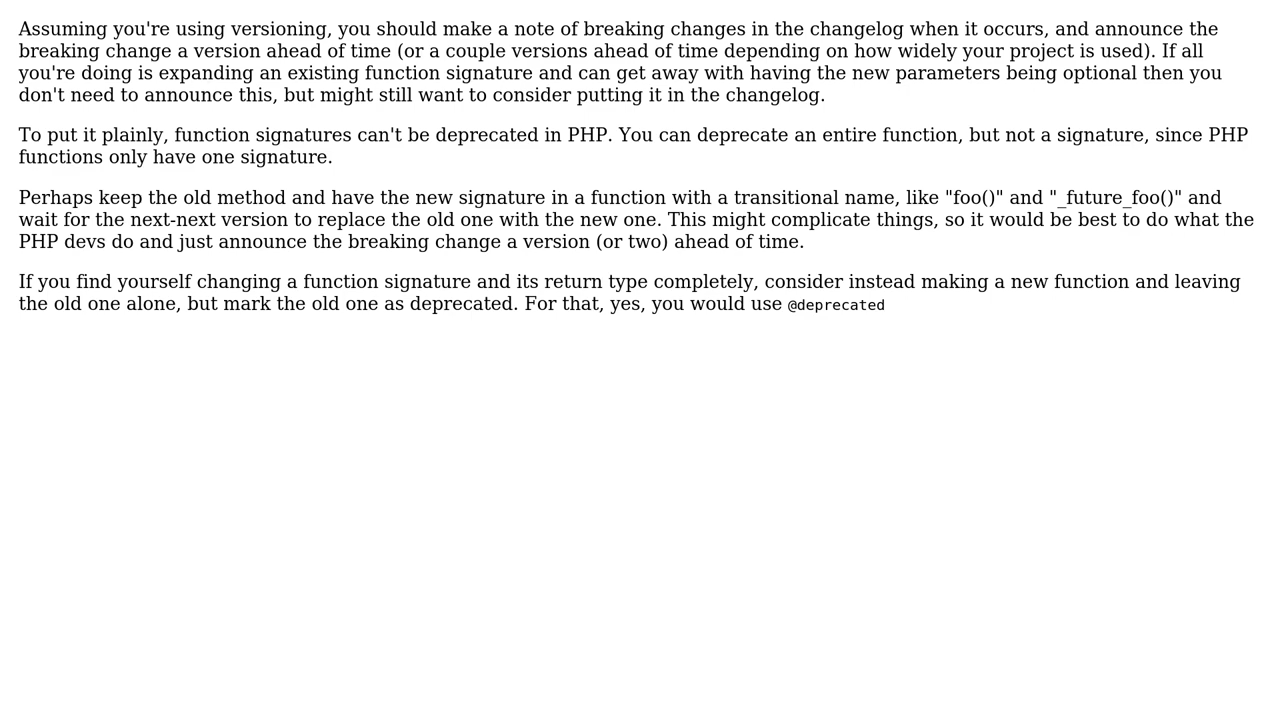 Assuming you're using versioning, you should make a note of breaking changes in the changelog when it occurs, and announce the
breaking change a version ahead of time (or a couple versions ahead of time depending on how widely your project is used). If all
you're doing is expanding an existing function signature and can get away with having the new parameters being optional then you
don't need to announce this, but might still want to consider putting it in the changelog.
To put it plainly, function signatures can't be deprecated in PHP. You can deprecate an entire function, but not a signature, since PHP
functions only have one signature.
Perhaps keep the old method and have the new signature in a function with a transitional name, like "foo()" and "_future_foo()" and
wait for the next-next version to replace the old one with the new one. This might complicate things, so it would be best to do what the
PHP devs do and just announce the breaking change a version (or two) ahead of time.
If you find yourself changing a function signature and its return type completely, consider instead making a new function and leaving
the old one alone, but mark the old one as deprecated. For that, yes, you would use @deprecated